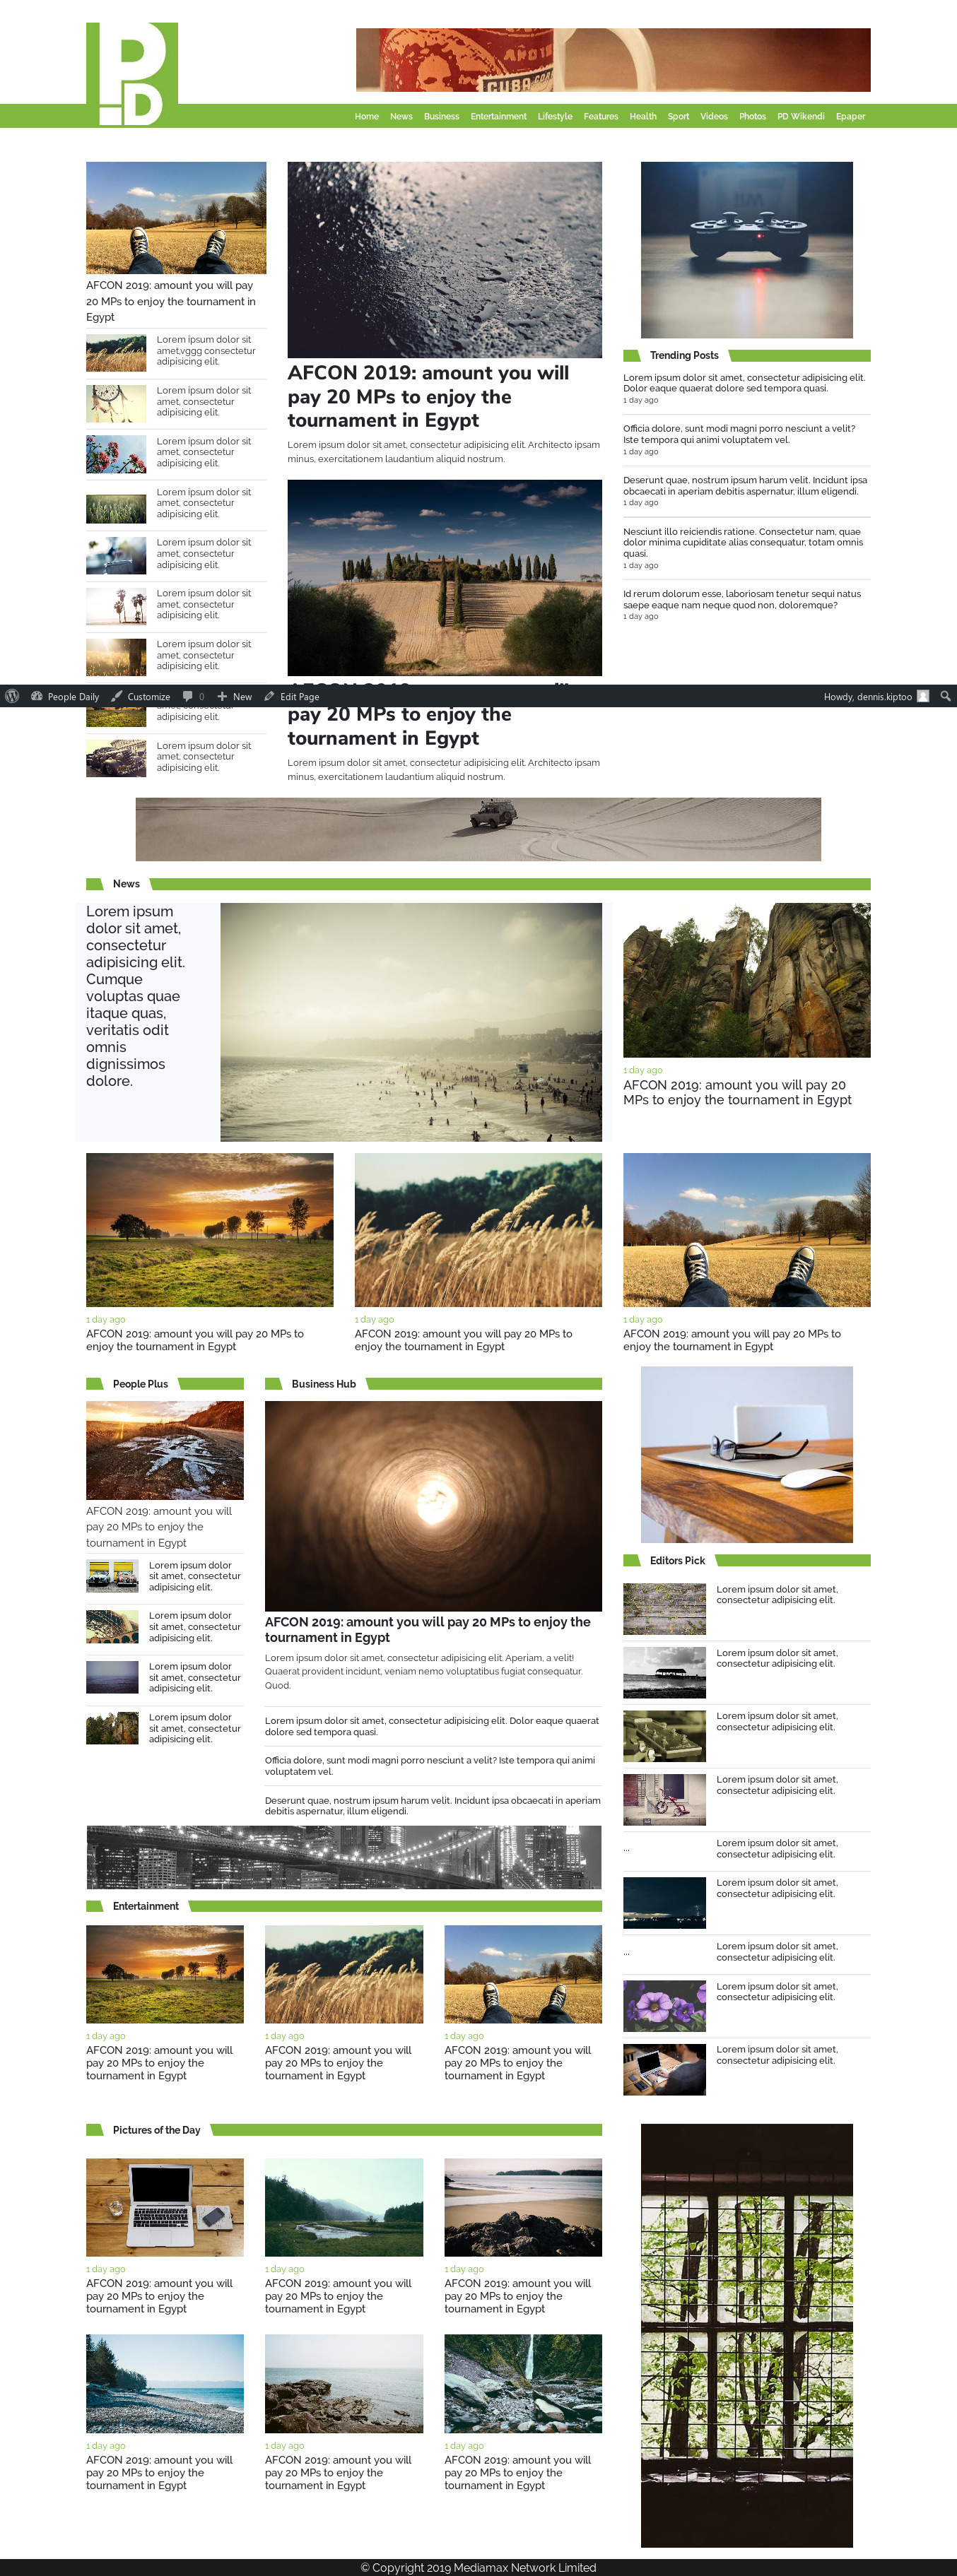 PD
CUBA-CO
Home News Business Entertainment Lifestyle Features Health Sport Videos Photos PD Wikendi Epaper
AFCON 2019: amount you will pay
20 MPs to enjoy the tournament in
Egypt
Lorem ipsum dolor sit
amet,vggg consectetur
adipisicing elit.
Lorem ipsum dolor sit
amet, consectetur
adipisicing elit.
Lorem ipsum dolor sit
amet, consectetur
adipisicing elit.
Lorem ipsum dolor sit
amet, consectetur
adipisicing elit.
Lorem ipsum dolor sit
amet, consectetur
adipisicing elit.
Lorem ipsum dolor sit
amet, consectetur
adipisicing elit.
Lorem ipsum dolor sit
amet, consectetur
adipisicing elit.
adipisicing elit.
Lorem ipsum dolor sit
amet, consectetur
adipisicing elit.
AFCON 2019: amount you will
pay 20 MPs to enjoy the
tournament in Egypt
Lorem ipsum dolor sit amet, consectetur adipisicing elit. Architecto ipsam
minus, exercitationem laudantium aliquid nostrum.
pay 20 MPs to enjoy the
tournament in Egypt
Lorem ipsum dolor sit amet, consectetur adipisicing elit. Architecto ipsam
minus, exercitationem laudantium aliquid nostrum.
Trending Posts
Lorem ipsum dolor sit amet, consectetur adipisicing elit.
Dolor eaque quaerat dolore sed tempora quasi.
1 day ago
Officia dolore, sunt modi magni porro nesciunt a velit?
Iste tempora qui animi voluptatem vel.
1 day ago
Deserunt quae, nostrum ipsum harum velit. Incidunt ipsa
obcaecati in aperiam debitis aspernatur, illum eligendi.
1 day ago
Nesciunt illo reiciendis ratione. Consectetur nam, quae
dolor minima cupiditate alias consequatur, totam omnis
quasi.
1 day ago
Id rerum dolorum esse, laboriosam tenetur sequi natus
saepe eaque nam neque quod non, doloremque?
1 day ago
People Daily Customize 0 New Edit Page Howdy, dennis.kiptoo
News
Lorem ipsum
dolor sit amet,
consectetur
adipisicing elit.
Cumque
voluptas quae
itaque quas,
veritatis odit
omnis
dignissimos
dolore.
1 day ago
AFCON 2019: amount you will pay 20
MPs to enjoy the tournament in Egypt
1 day ago
AFCON 2019: amount you will pay 20 MPs to
enjoy the tournament in Egypt
1 day ago
AFCON 2019: amount you will pay 20 MPs to
enjoy the tournament in Egypt
1 day ago
AFCON 2019: amount you will pay 20 MPs to
enjoy the tournament in Egypt
People Plus
AFCON 2019: amount you will
pay 20 MPs to enjoy the
tournament in Egypt
Lorem ipsum dolor
sit amet, consectetur
adipisicing elit.
Lorem ipsum dolor
sit amet, consectetur
adipisicing elit.
Lorem ipsum dolor
sit amet, consectetur
adipisicing elit.
Lorem ipsum dolor
sit amet, consectetur
adipisicing elit.
Business Hub
AFCON 2019: amount you will pay 20 MPs to enjoy the
tournament in Egypt
Lorem ipsum dolor sit amet, consectetur adipisicing elit. Aperiam, a velit!
Quaerat provident incidunt, veniam nemo voluptatibus fugiat consequatur.
Quod.
Lorem ipsum dolor sit amet, consectetur adipisicing elit. Dolor eaque quaerat
dolore sed tempora quasi.
Officia dolore, sunt modi magni porro nesciunt a velit? Iste tempora qui animi
voluptatem vel.
Deserunt quae, nostrum ipsum harum velit. Incidunt ipsa obcaecati in aperiam
debitis aspernatur, illum eligendi.
Editors Pick
Lorem ipsum dolor sit amet,
consectetur adipisicing elit.
Lorem ipsum dolor sit amet,
consectetur adipisicing elit.
Lorem ipsum dolor sit amet,
consectetur adipisicing elit.
Lorem ipsum dolor sit amet,
consectetur adipisicing elit.
... Lorem ipsum dolor sit amet,
consectetur adipisicing elit.
Lorem ipsum dolor sit amet,
consectetur adipisicing elit.
... Lorem ipsum dolor sit amet,
consectetur adipisicing elit.
Lorem ipsum dolor sit amet,
consectetur adipisicing elit.
Lorem ipsum dolor sit amet,
consectetur adipisicing elit.
Entertainment
1 day ago
AFCON 2019: amount you will
pay 20 MPs to enjoy the
tournament in Egypt
1 day ago
AFCON 2019: amount you will
pay 20 MPs to enjoy the
tournament in Egypt
1 day ago
AFCON 2019: amount you will
pay 20 MPs to enjoy the
tournament in Egypt
Pictures of the Day
1 day ago
AFCON 2019: amount you will
pay 20 MPs to enjoy the
tournament in Egypt
1 day ago
AFCON 2019: amount you will
pay 20 MPs to enjoy the
tournament in Egypt
1 day ago
AFCON 2019: amount you will
pay 20 MPs to enjoy the
tournament in Egypt
1 day ago
AFCON 2019: amount you will
pay 20 MPs to enjoy the
tournament in Egypt
1 day ago
AFCON 2019: amount you will
pay 20 MPs to enjoy the
tournament in Egypt
1 day ago
AFCON 2019: amount you will
pay 20 MPs to enjoy the
tournament in Egypt
© Copyright 2019 Mediamax Network Limited